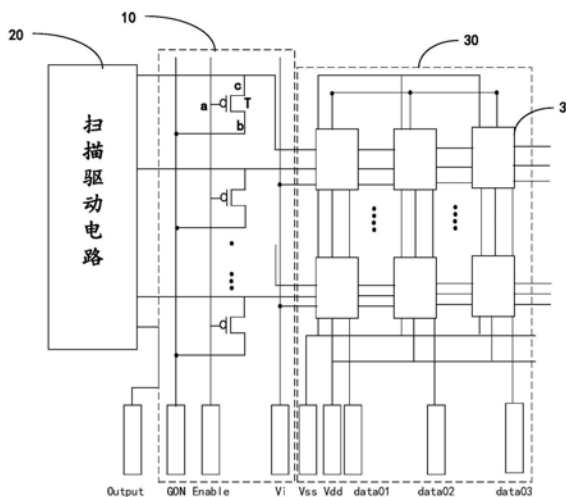 20
10
30
3
扫描驱动电路
c
a
T
b
Output
GON
Enable
Vi
Vss
Vdd
data01
data02
data03